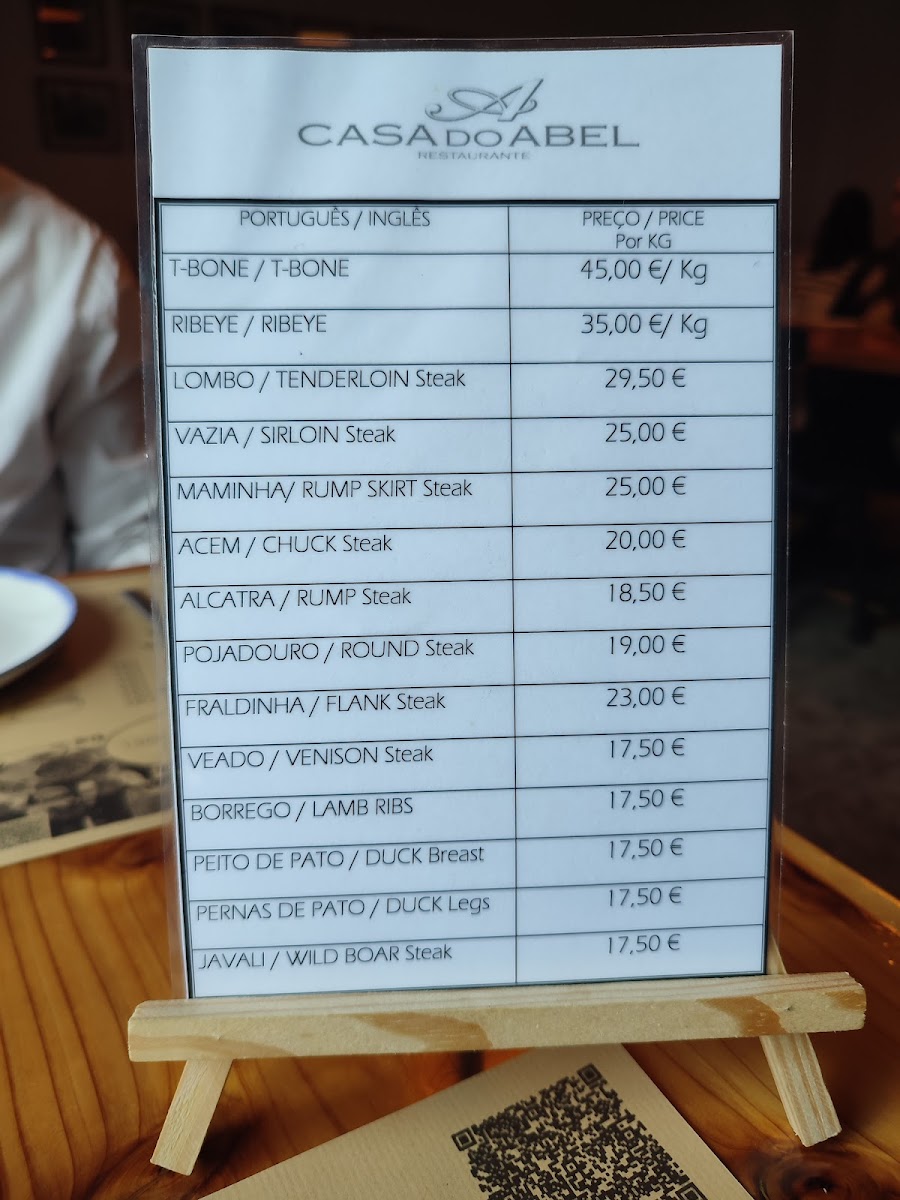 CASA DO ABEL
RESTAURANTE
PORTUGUÊS / INGLÊS PREÇO / PRICE
Por KG
T-BONE / T-BONE 45,00 €/ Kg
RIBEYE / RIBEYE 35,00 €/ Kg
LOMBO / TENDERLOIN Steak 29,50 €
VAZIA / SIRLOIN Steak 25,00 €
MAMINHA/ RUMP SKIRT Steak 25,00 €
ACEM / CHUCK Steak 20,00 €
ALCATRA / RUMP Steak 18,50 €
POJADOURO / ROUND Steak 19,00 €
FRALDINHA / FLANK Steak 23,00 €
VEADO / VENISON Steak 17,50 €
BORREGO / LAMB RIBS 17,50 €
PEITO DE PATO / DUCK Breast 17,50 €
PERNAS DE PATO / DUCK Legs 17,50 €
JAVALI / WILD BOAR Steak 17,50 €